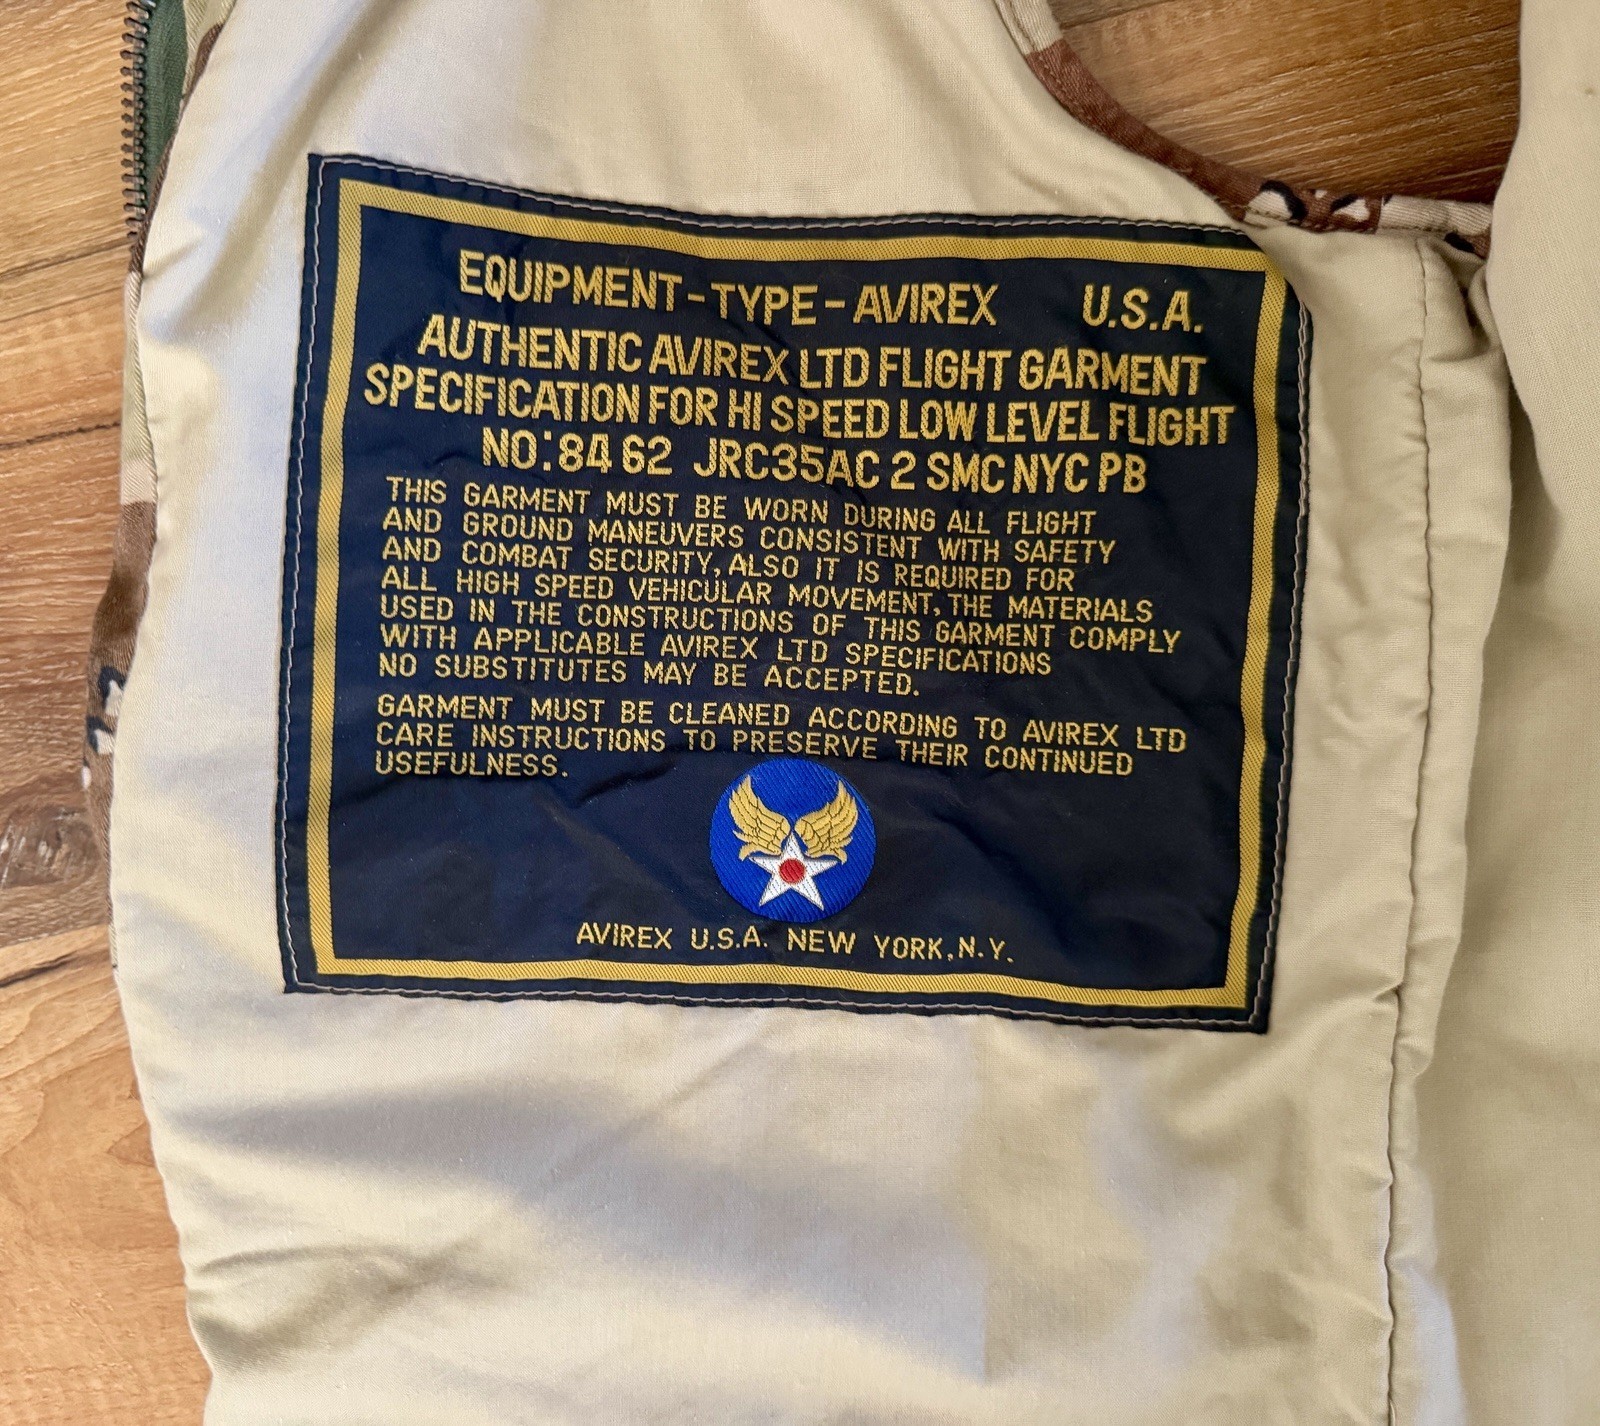 EQUIPMENT-TYPE-AVIREX U.S.A.
AUTHENTIC AVIREX LTD FLIGHT GARMENT
SPECIFICATION FOR HI SPEED LOW LEVEL FLIGHT
NO:84 62 JRC35AC 2 SMC NYC PB
THIS GARMENT MUST BE WORN DURING ALL FLIGHT
AND GROUND MANEUVERS CONSISTENT WITH SAFETY
AND COMBAT SECURITY, ALSO IT IS REQUIRED FOR
ALL HIGH SPEED VEHICULAR MOVEMENT, THE MATERIALS
USED IN THE CONSTRUCTIONS OF THIS GARMENT COMPLY
WITH APPLICABLE AVIREX LTD SPECIFICATIONS
NO SUBSTITUTES MAY BE ACCEPTED.
GARMENT MUST BE CLEANED ACCORDING TO AVIREX LTD
CARE INSTRUCTIONS TO PRESERVE THEIR CONTINUED
USEFULNESS.
AVIREX U.S.A. NEW YORK, N.Y.